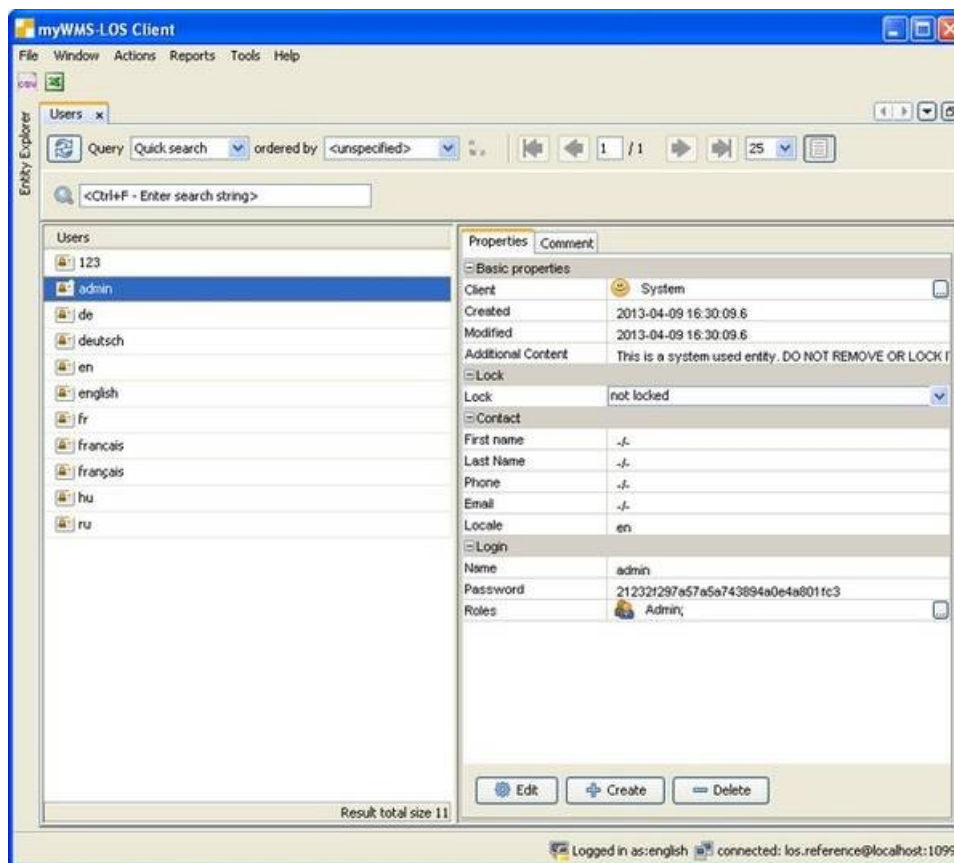 myWMS-LOS Client
File Window Actions Reports Tools Help
csv
Entity Explorer
Users x
Query Quick search ordered by <unspecified> 1 / 1 25
<Ctrl+F - Enter search string>
Users
123
admin
de
deutsch
en
english
fr
francais
français
hu
ru
Result total size 11
Properties Comment
Basic properties
Client System ...
Created 2013-04-09 16:30:09.6
Modified 2013-04-09 16:30:09.6
Additional Content This is a system used entity. DO NOT REMOVE OR LOCK
Lock
Lock not locked
Contact
First name -/-
Last Name -/-
Phone -/-
Email -/-
Locale en
Login
Name admin
Password 21232f297a57a5a743894a0e4a801fc3
Roles Admin; ...
Edit Create Delete
Logged in as:english connected: los.reference@localhost:1099